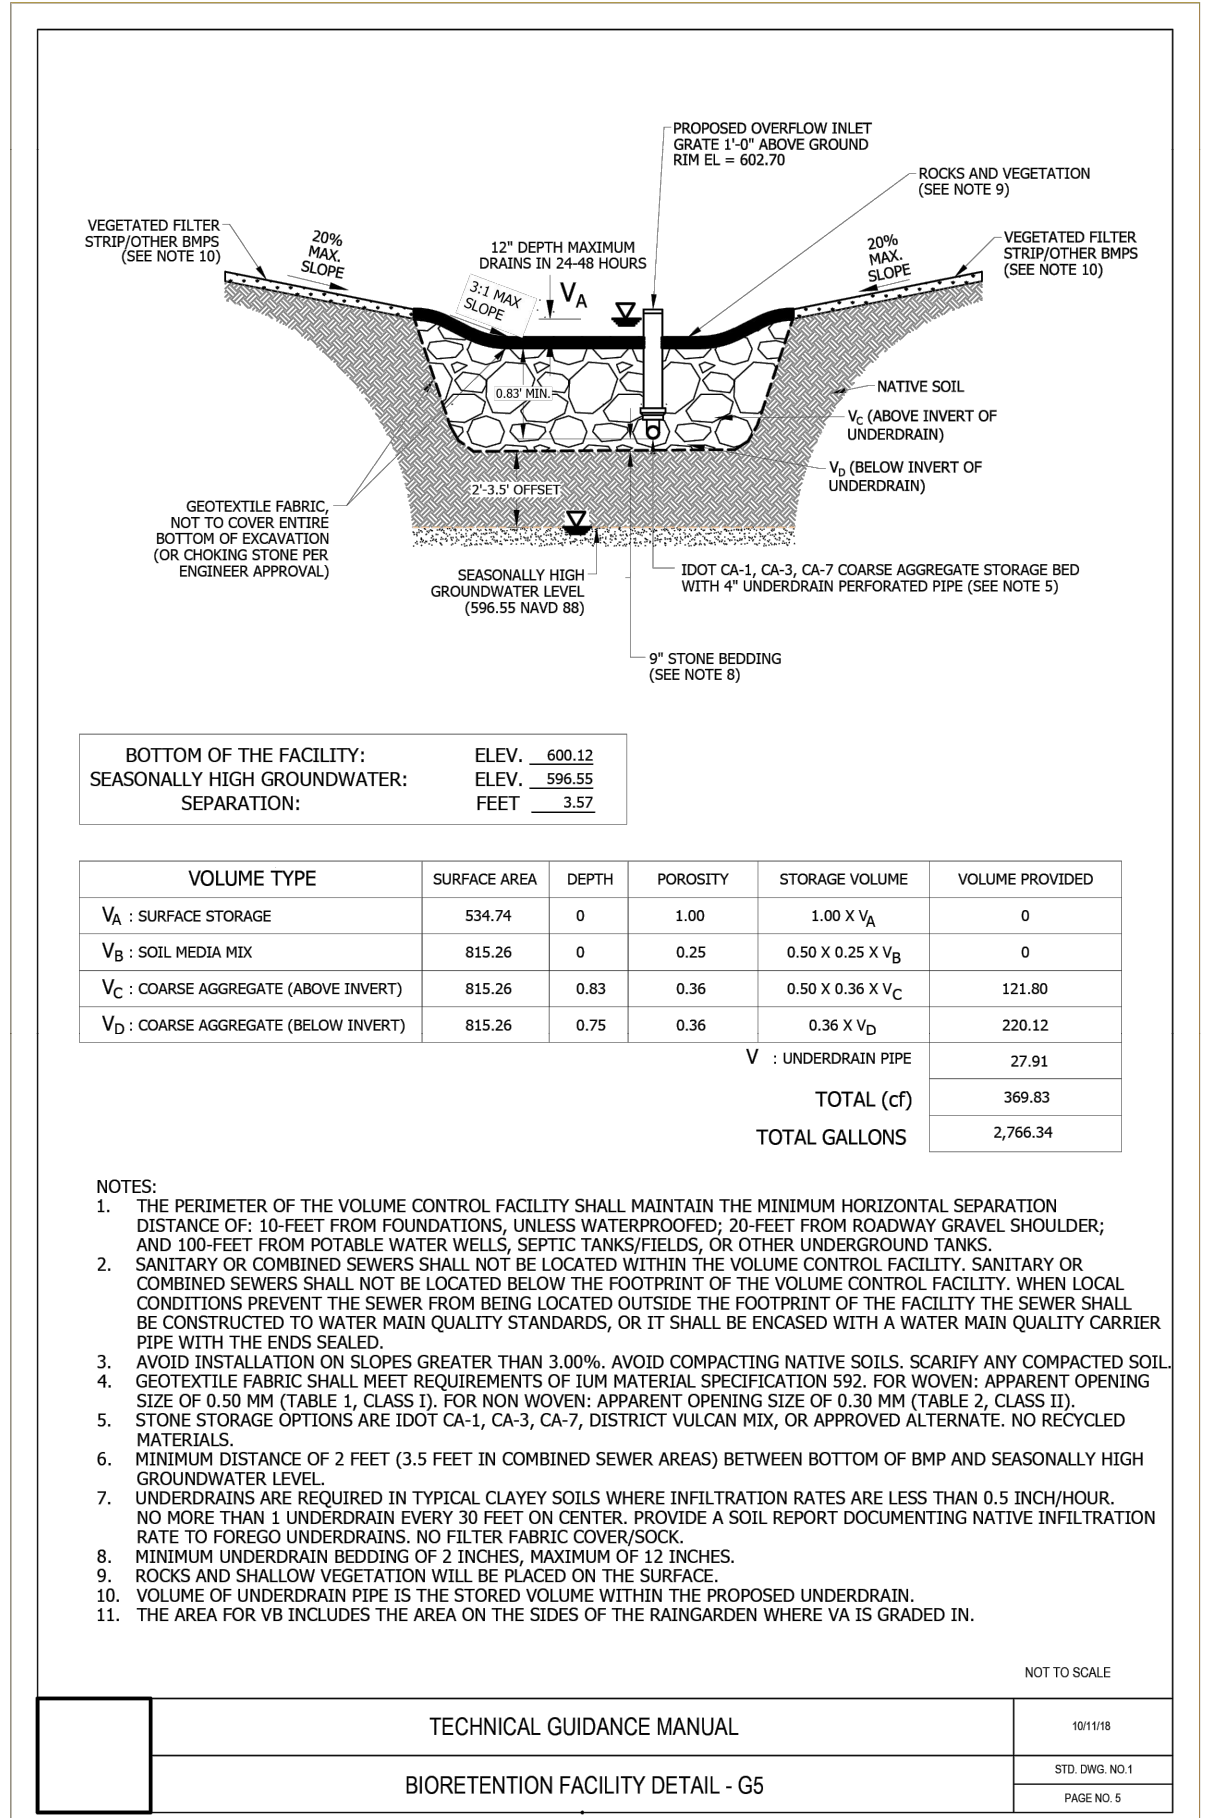 PROPOSED OVERFLOW INLET
GRATE 1'-0" ABOVE GROUND
RIM EL = 602.70
ROCKS AND VEGETATION
(SEE NOTE 9)
VEGETATED FILTER
STRIP/OTHER BMPS
(SEE NOTE 10)
20%
MAX.
SLOPE
12" DEPTH MAXIMUM
DRAINS IN 24-48 HOURS
VA
3:1 MAX
SLOPE
20%
MAX.
SLOPE
VEGETATED FILTER
STRIP/OTHER BMPS
(SEE NOTE 10)
0.83' MIN.
NATIVE SOIL
VC (ABOVE INVERT OF
UNDERDRAIN)
VD (BELOW INVERT OF
UNDERDRAIN)
2'-3.5' OFFSET
GEOTEXTILE FABRIC,
NOT TO COVER ENTIRE
BOTTOM OF EXCAVATION
(OR CHOKING STONE PER
ENGINEER APPROVAL)
SEASONALLY HIGH
GROUNDWATER LEVEL
(596.55 NAVD 88)
IDOT CA-1, CA-3, CA-7 COARSE AGGREGATE STORAGE BED
WITH 4" UNDERDRAIN PERFORATED PIPE (SEE NOTE 5)
9" STONE BEDDING
(SEE NOTE 8)
BOTTOM OF THE FACILITY: ELEV. 600.12
SEASONALLY HIGH GROUNDWATER: ELEV. 596.55
SEPARATION: FEET 3.57
VOLUME TYPE SURFACE AREA DEPTH POROSITY STORAGE VOLUME VOLUME PROVIDED
VA : SURFACE STORAGE 534.74 0 1.00 1.00 X VA 0
VB : SOIL MEDIA MIX 815.26 0 0.25 0.50 X 0.25 X VB 0
VC : COARSE AGGREGATE (ABOVE INVERT) 815.26 0.83 0.36 0.50 X 0.36 X VC 121.80
VD : COARSE AGGREGATE (BELOW INVERT) 815.26 0.75 0.36 0.36 X VD 220.12
V : UNDERDRAIN PIPE 27.91
TOTAL (cf) 369.83
TOTAL GALLONS 2,766.34
NOTES:
1. THE PERIMETER OF THE VOLUME CONTROL FACILITY SHALL MAINTAIN THE MINIMUM HORIZONTAL SEPARATION
DISTANCE OF: 10-FEET FROM FOUNDATIONS, UNLESS WATERPROOFED; 20-FEET FROM ROADWAY GRAVEL SHOULDER;
AND 100-FEET FROM POTABLE WATER WELLS, SEPTIC TANKS/FIELDS, OR OTHER UNDERGROUND TANKS.
2. SANITARY OR COMBINED SEWERS SHALL NOT BE LOCATED WITHIN THE VOLUME CONTROL FACILITY. SANITARY OR
COMBINED SEWERS SHALL NOT BE LOCATED BELOW THE FOOTPRINT OF THE VOLUME CONTROL FACILITY. WHEN LOCAL
CONDITIONS PREVENT THE SEWER FROM BEING LOCATED OUTSIDE THE FOOTPRINT OF THE FACILITY THE SEWER SHALL
BE CONSTRUCTED TO WATER MAIN QUALITY STANDARDS, OR IT SHALL BE ENCASED WITH A WATER MAIN QUALITY CARRIER
PIPE WITH THE ENDS SEALED.
3. AVOID INSTALLATION ON SLOPES GREATER THAN 3.00%. AVOID COMPACTING NATIVE SOILS. SCARIFY ANY COMPACTED SOIL.
4. GEOTEXTILE FABRIC SHALL MEET REQUIREMENTS OF IUM MATERIAL SPECIFICATION 592. FOR WOVEN: APPARENT OPENING
SIZE OF 0.50 MM (TABLE 1, CLASS I). FOR NON WOVEN: APPARENT OPENING SIZE OF 0.30 MM (TABLE 2, CLASS II).
5. STONE STORAGE OPTIONS ARE IDOT CA-1, CA-3, CA-7, DISTRICT VULCAN MIX, OR APPROVED ALTERNATE. NO RECYCLED
MATERIALS.
6. MINIMUM DISTANCE OF 2 FEET (3.5 FEET IN COMBINED SEWER AREAS) BETWEEN BOTTOM OF BMP AND SEASONALLY HIGH
GROUNDWATER LEVEL.
7. UNDERDRAINS ARE REQUIRED IN TYPICAL CLAYEY SOILS WHERE INFILTRATION RATES ARE LESS THAN 0.5 INCH/HOUR.
NO MORE THAN 1 UNDERDRAIN EVERY 30 FEET ON CENTER. PROVIDE A SOIL REPORT DOCUMENTING NATIVE INFILTRATION
RATE TO FOREGO UNDERDRAINS. NO FILTER FABRIC COVER/SOCK.
8. MINIMUM UNDERDRAIN BEDDING OF 2 INCHES, MAXIMUM OF 12 INCHES.
9. ROCKS AND SHALLOW VEGETATION WILL BE PLACED ON THE SURFACE.
10. VOLUME OF UNDERDRAIN PIPE IS THE STORED VOLUME WITHIN THE PROPOSED UNDERDRAIN.
11. THE AREA FOR VB INCLUDES THE AREA ON THE SIDES OF THE RAINGARDEN WHERE VA IS GRADED IN.
NOT TO SCALE
TECHNICAL GUIDANCE MANUAL
10/11/18
BIORETENTION FACILITY DETAIL - G5
STD. DWG. NO.1
PAGE NO. 5